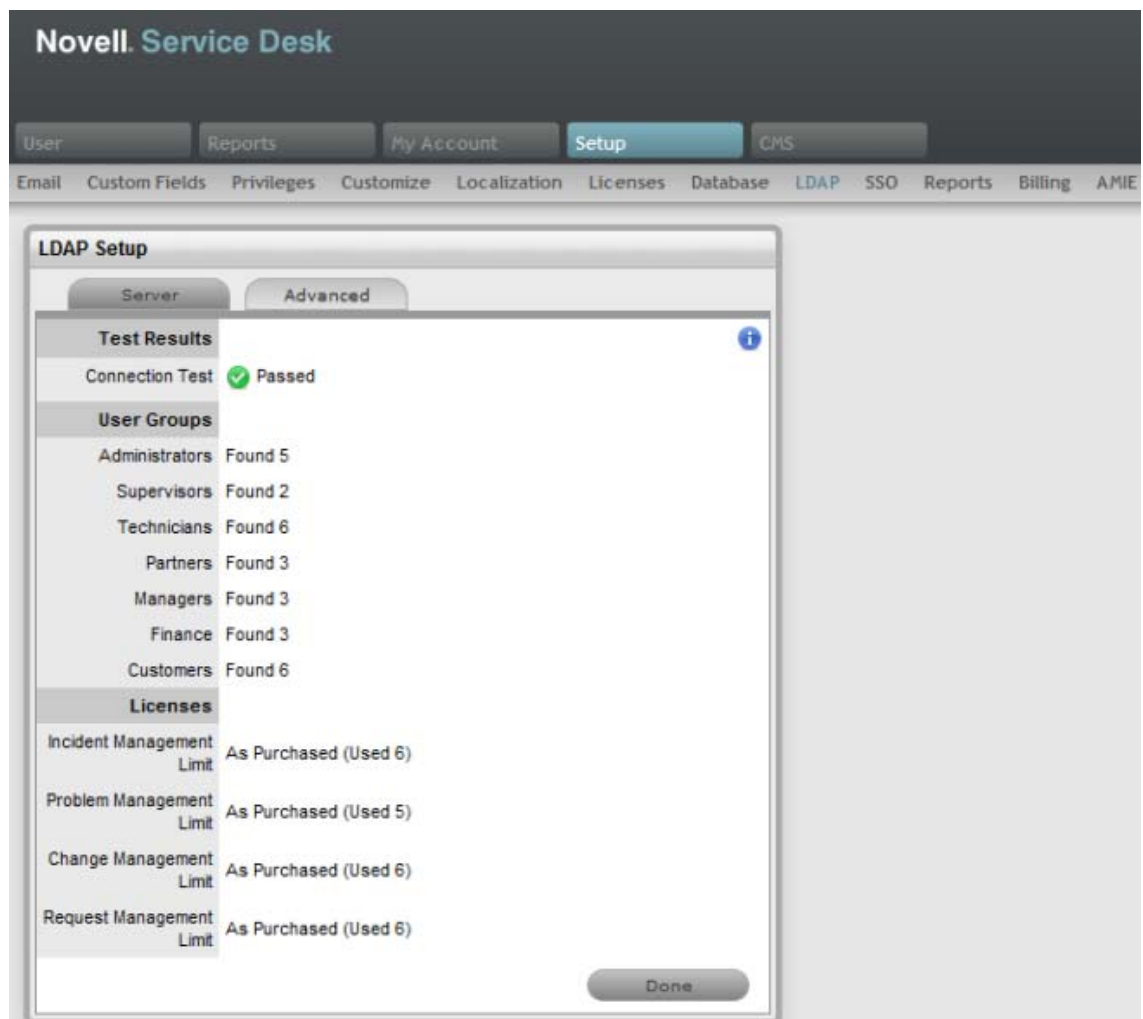 Novell. Service Desk
User Reports My Account Setup CMS
Email Custom Fields Privileges Customize Localization Licenses Database LDAP SSO Reports Billing AMIE
LDAP Setup
Server Advanced
Test Results
Connection Test Passed
User Groups
Administrators Found 5
Supervisors Found 2
Technicians Found 6
Partners Found 3
Managers Found 3
Finance Found 3
Customers Found 6
Licenses
Incident Management
Limit As Purchased (Used 6)
Problem Management
Limit As Purchased (Used 5)
Change Management
Limit As Purchased (Used 6)
Request Management
Limit As Purchased (Used 6)
Done